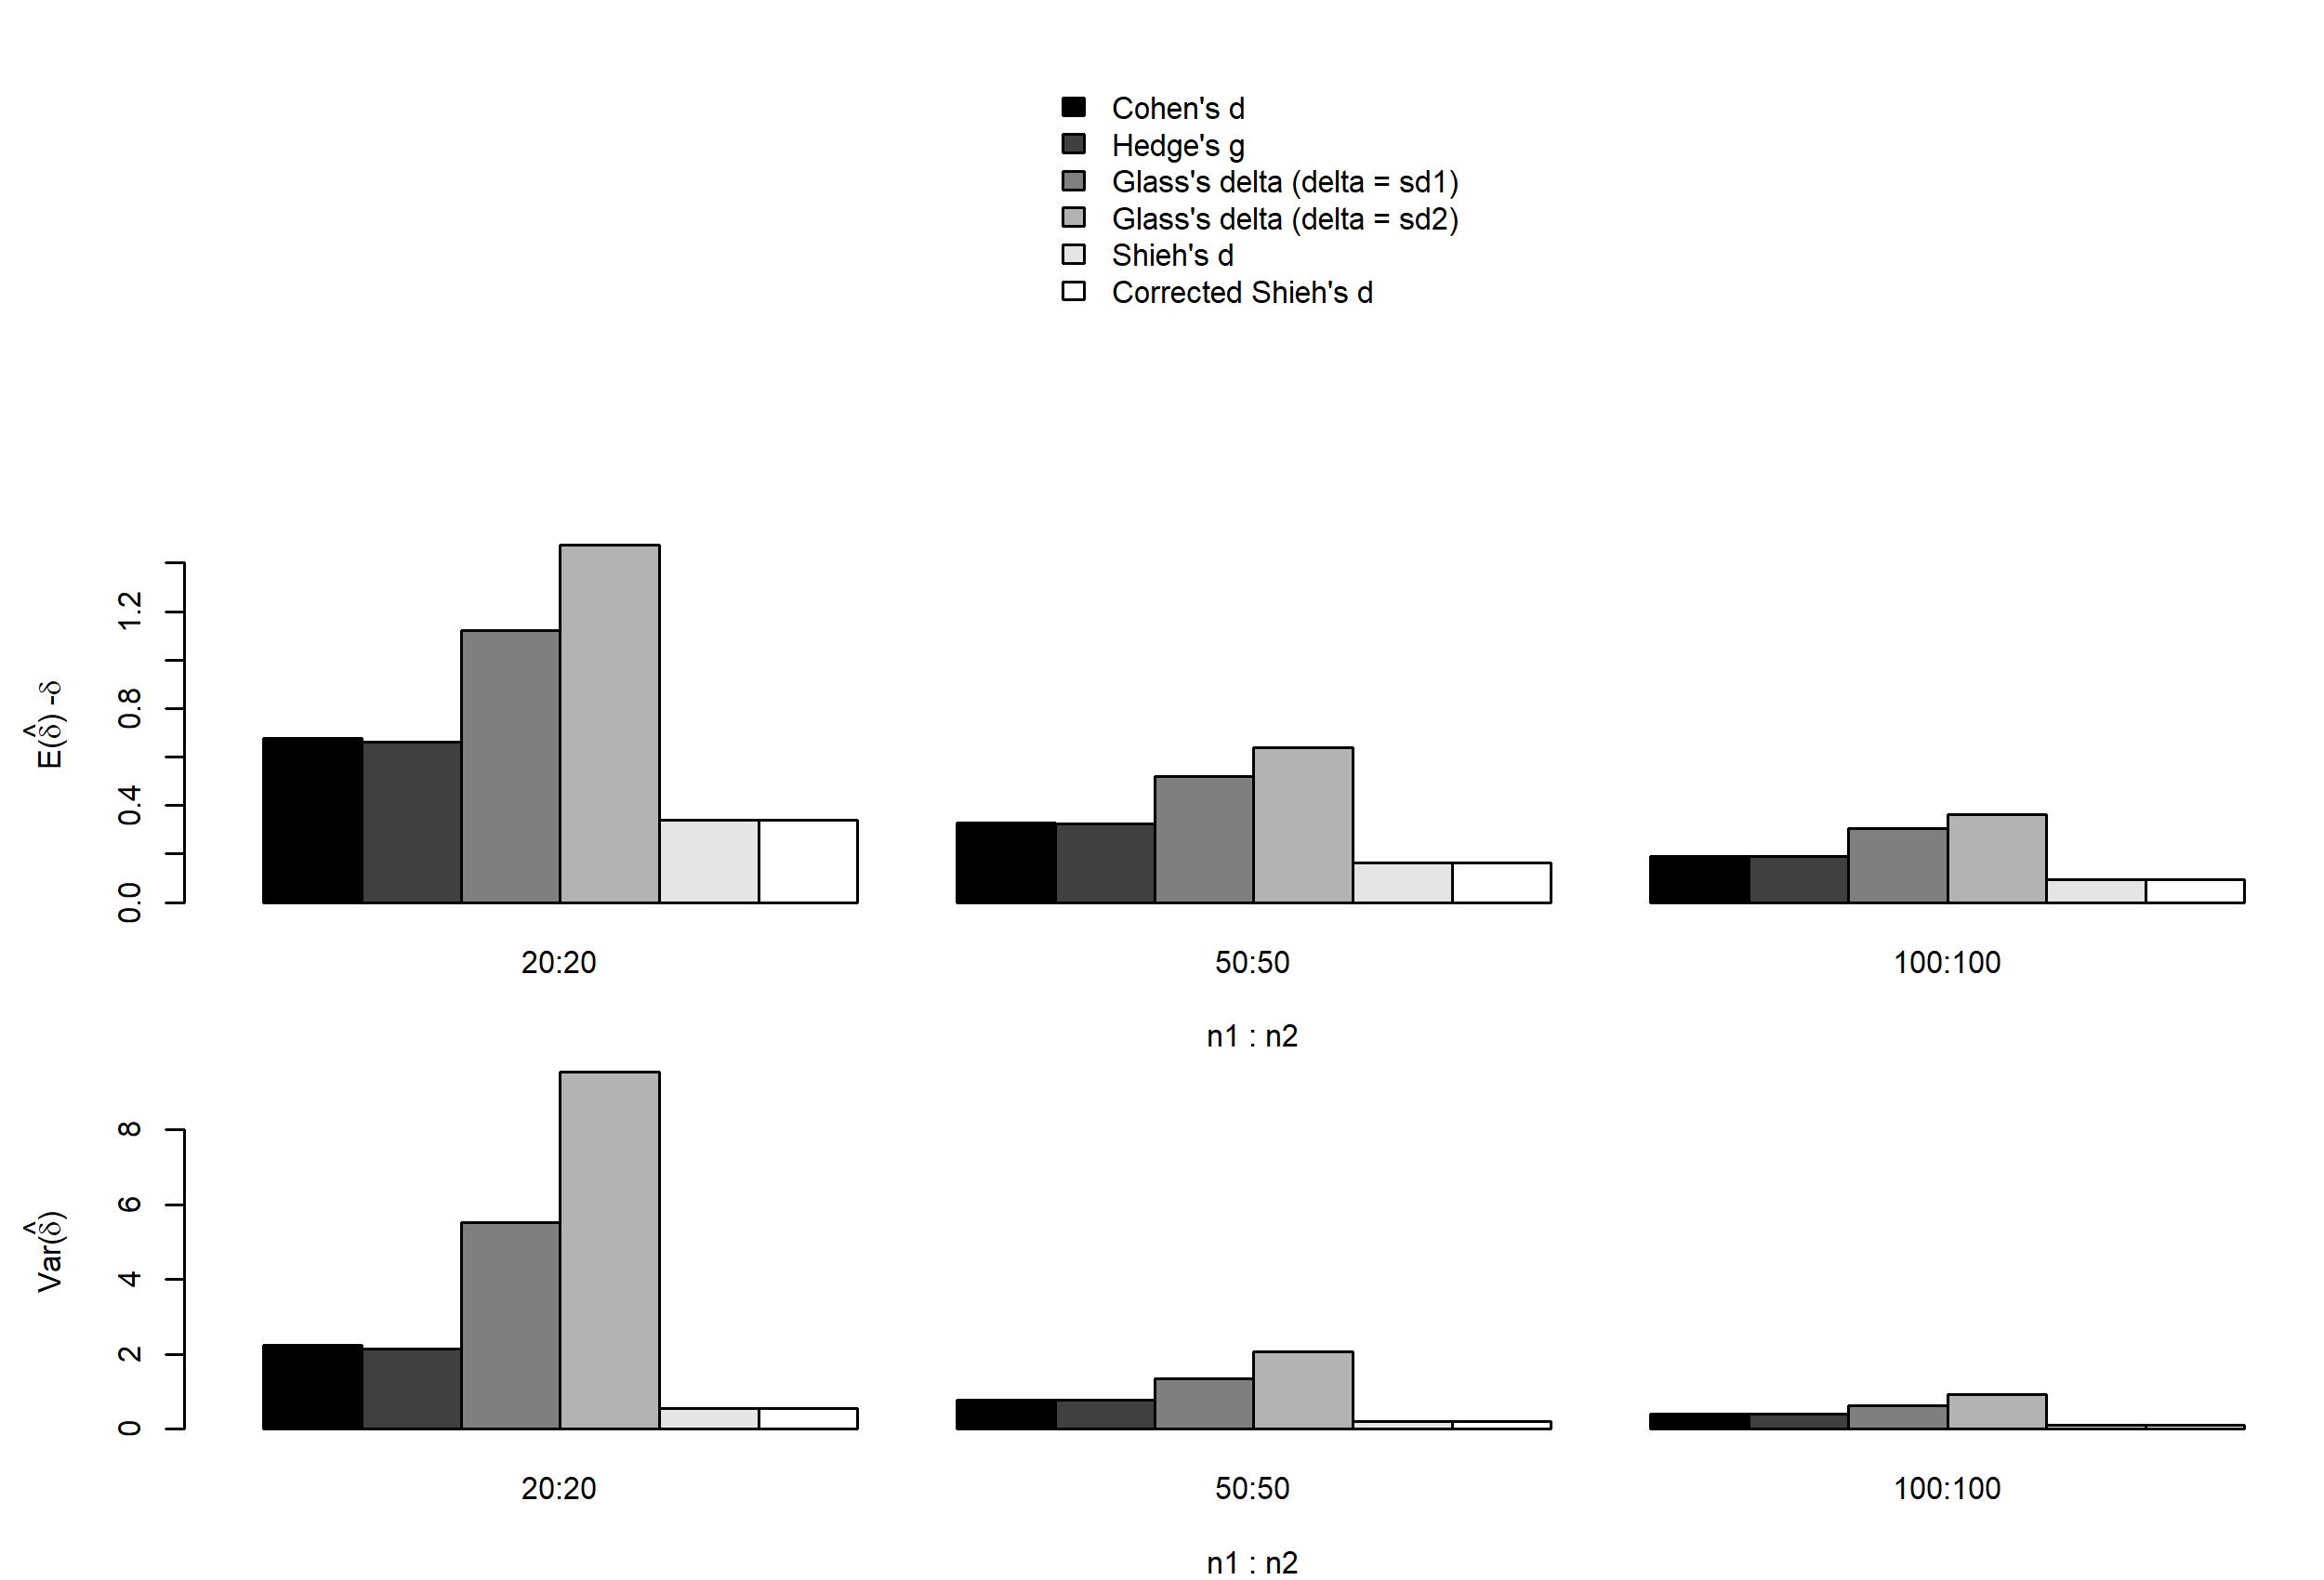 Cohen's d
Hedge's g
Glass's delta (delta = sd1)
Glass's delta (delta = sd2)
Shieh's d
Corrected Shieh's d
E(δ̂) -δ
0.0 0.4 0.8 1.2
20:20 50:50 100:100
n1 : n2
Var(δ̂)
0 2 4 6 8
20:20 50:50 100:100
n1 : n2